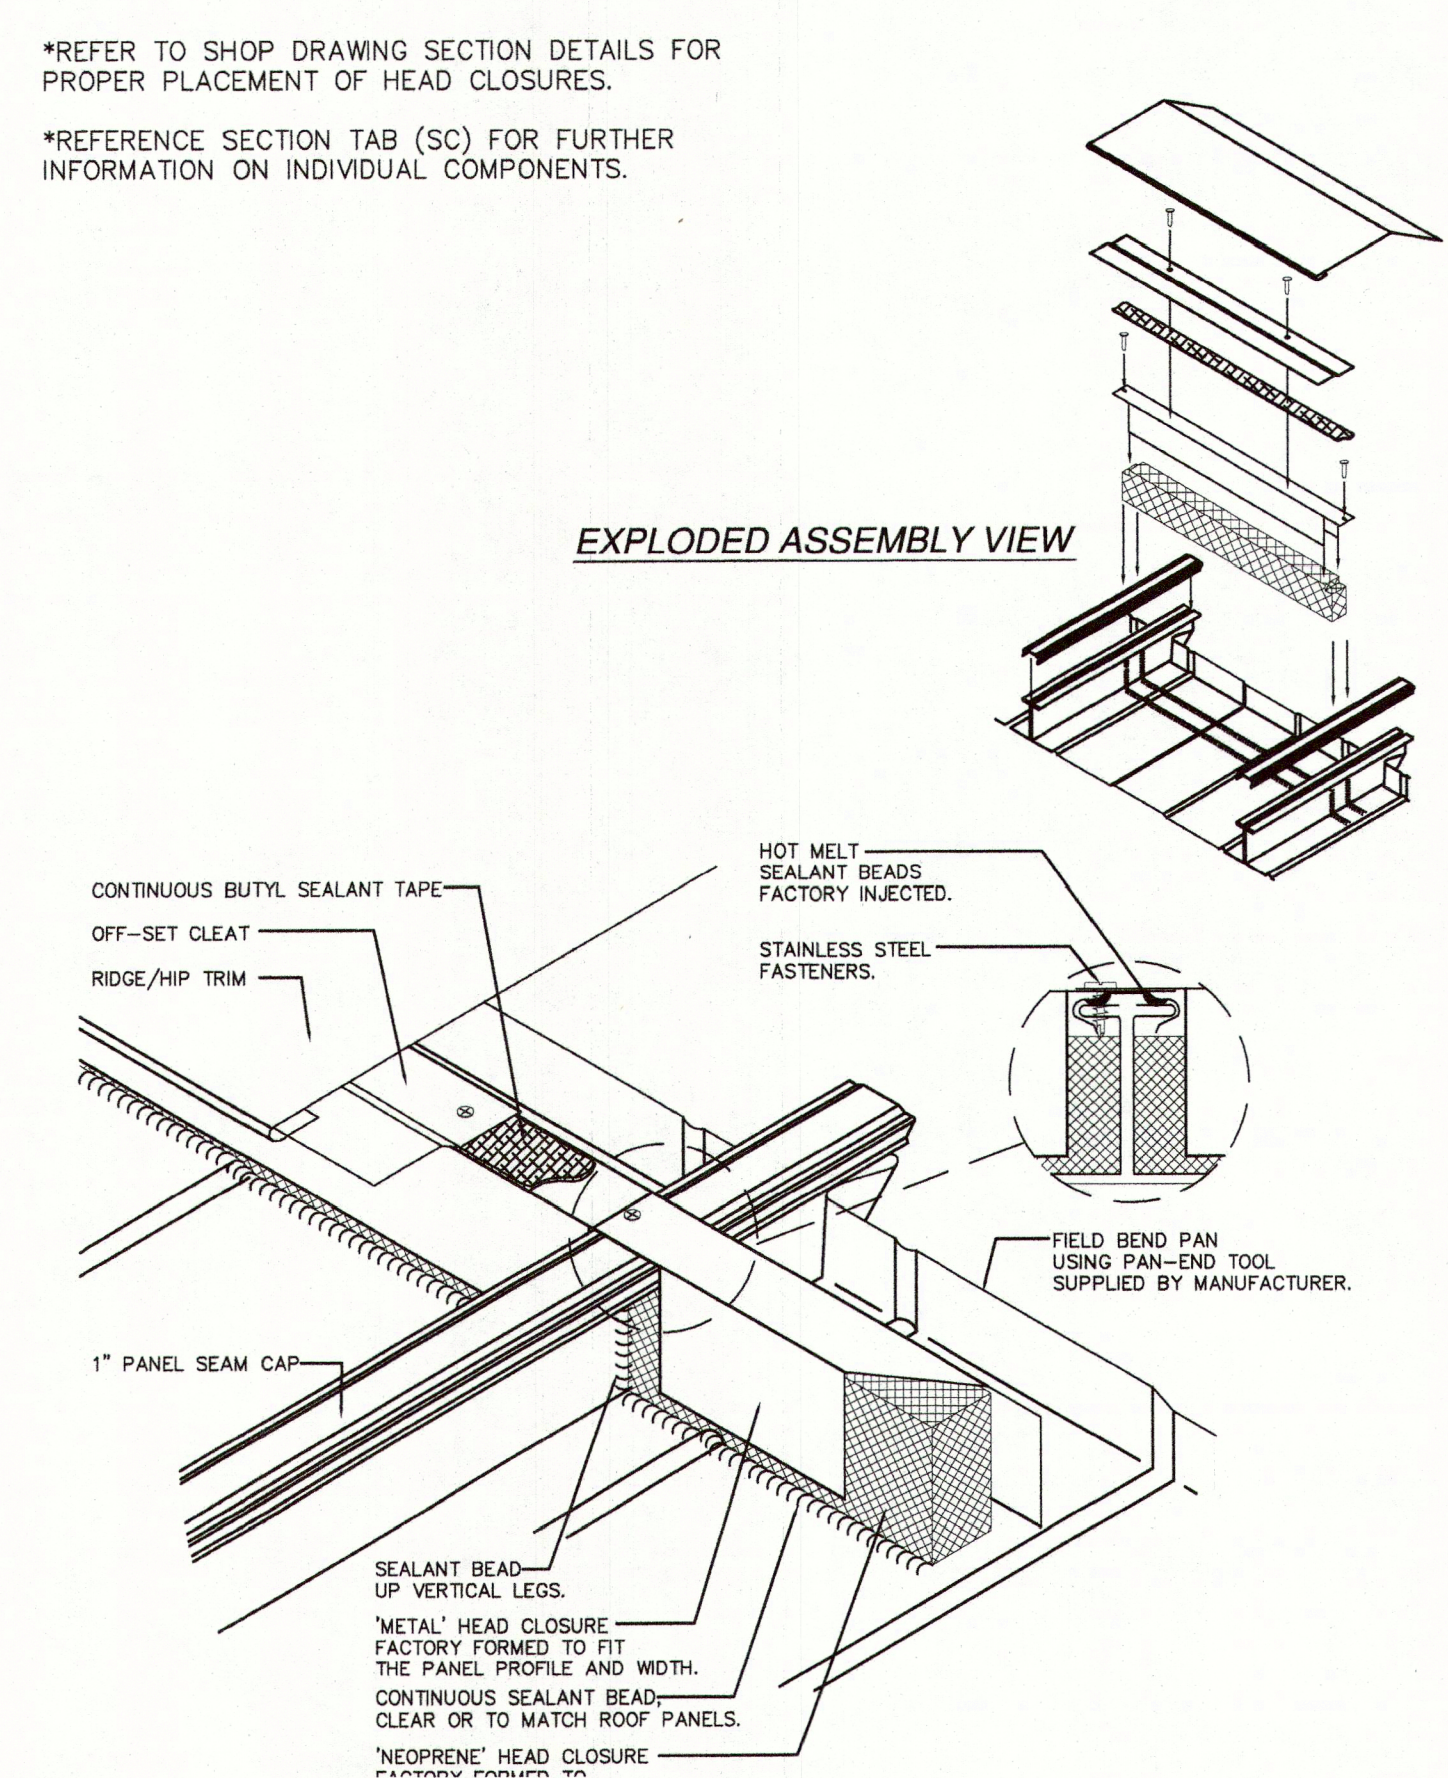 *REFER TO SHOP DRAWING SECTION DETAILS FOR
PROPER PLACEMENT OF HEAD CLOSURES.
*REFERENCE SECTION TAB (SC) FOR FURTHER
INFORMATION ON INDIVIDUAL COMPONENTS.
EXPLODED ASSEMBLY VIEW
HOT MELT
SEALANT BEADS
FACTORY INJECTED.
STAINLESS STEEL
FASTENERS.
CONTINUOUS BUTYL SEALANT TAPE
OFF-SET CLEAT
RIDGE/HIP TRIM
FIELD BEND PAN
USING PAN-END TOOL
SUPPLIED BY MANUFACTURER.
1" PANEL SEAM CAP
SEALANT BEAD
UP VERTICAL LEGS.
'METAL' HEAD CLOSURE
FACTORY FORMED TO FIT
THE PANEL PROFILE AND WIDTH.
CONTINUOUS SEALANT BEAD,
CLEAR OR TO MATCH ROOF PANELS.
'NEOPRENE' HEAD CLOSURE
FACTORY FORMED TO